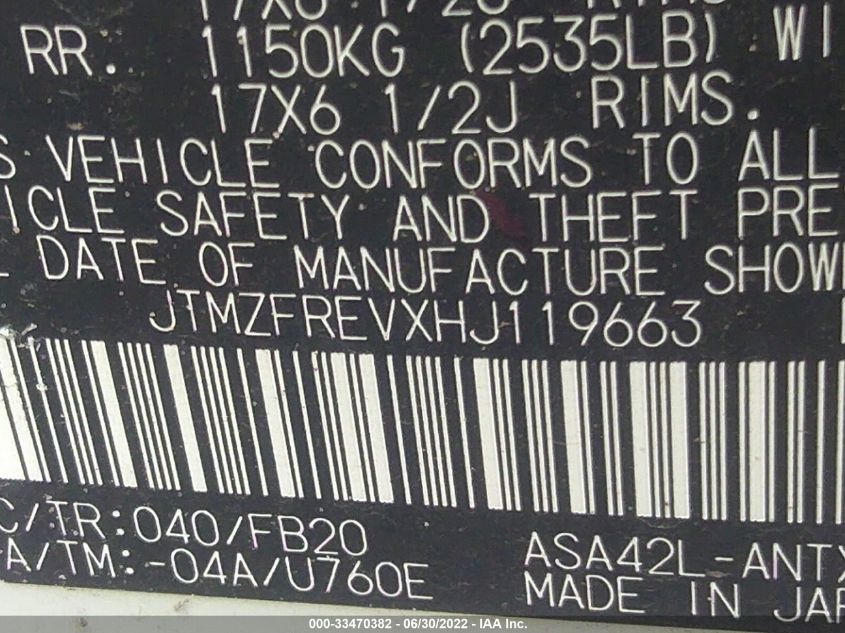 RR. 1150KG (2535LB) WI
17X6 1/2J RIMS.
S VEHICLE CONFORMS TO ALL
ICLE SAFETY AND THEFT PRE
DATE OF MANUFACTURE SHOW
JTMZFREVXHJ119663
C/TR:040/FB20
A/TM:-04A/U760E
ASA42L-ANTX
MADE IN JAP
000-33470382 - 06/30/2022 - IAA Inc.